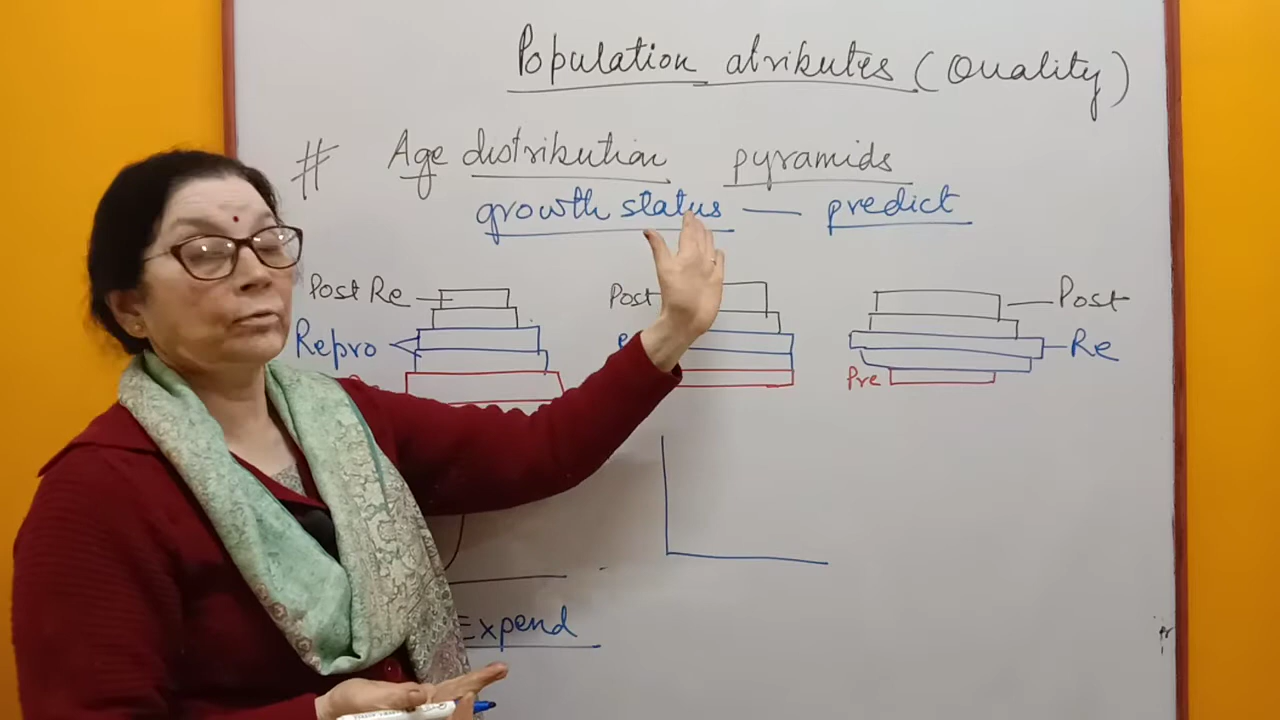 Population atributes (Quality)
# Age distribution pyramids
growth status — predict
Post Re
Post
Post
Repro
Re
Pre
Expend